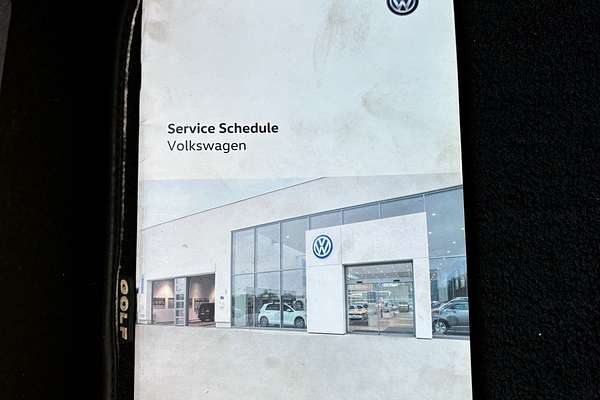 Service Schedule
Volkswagen
GOLF